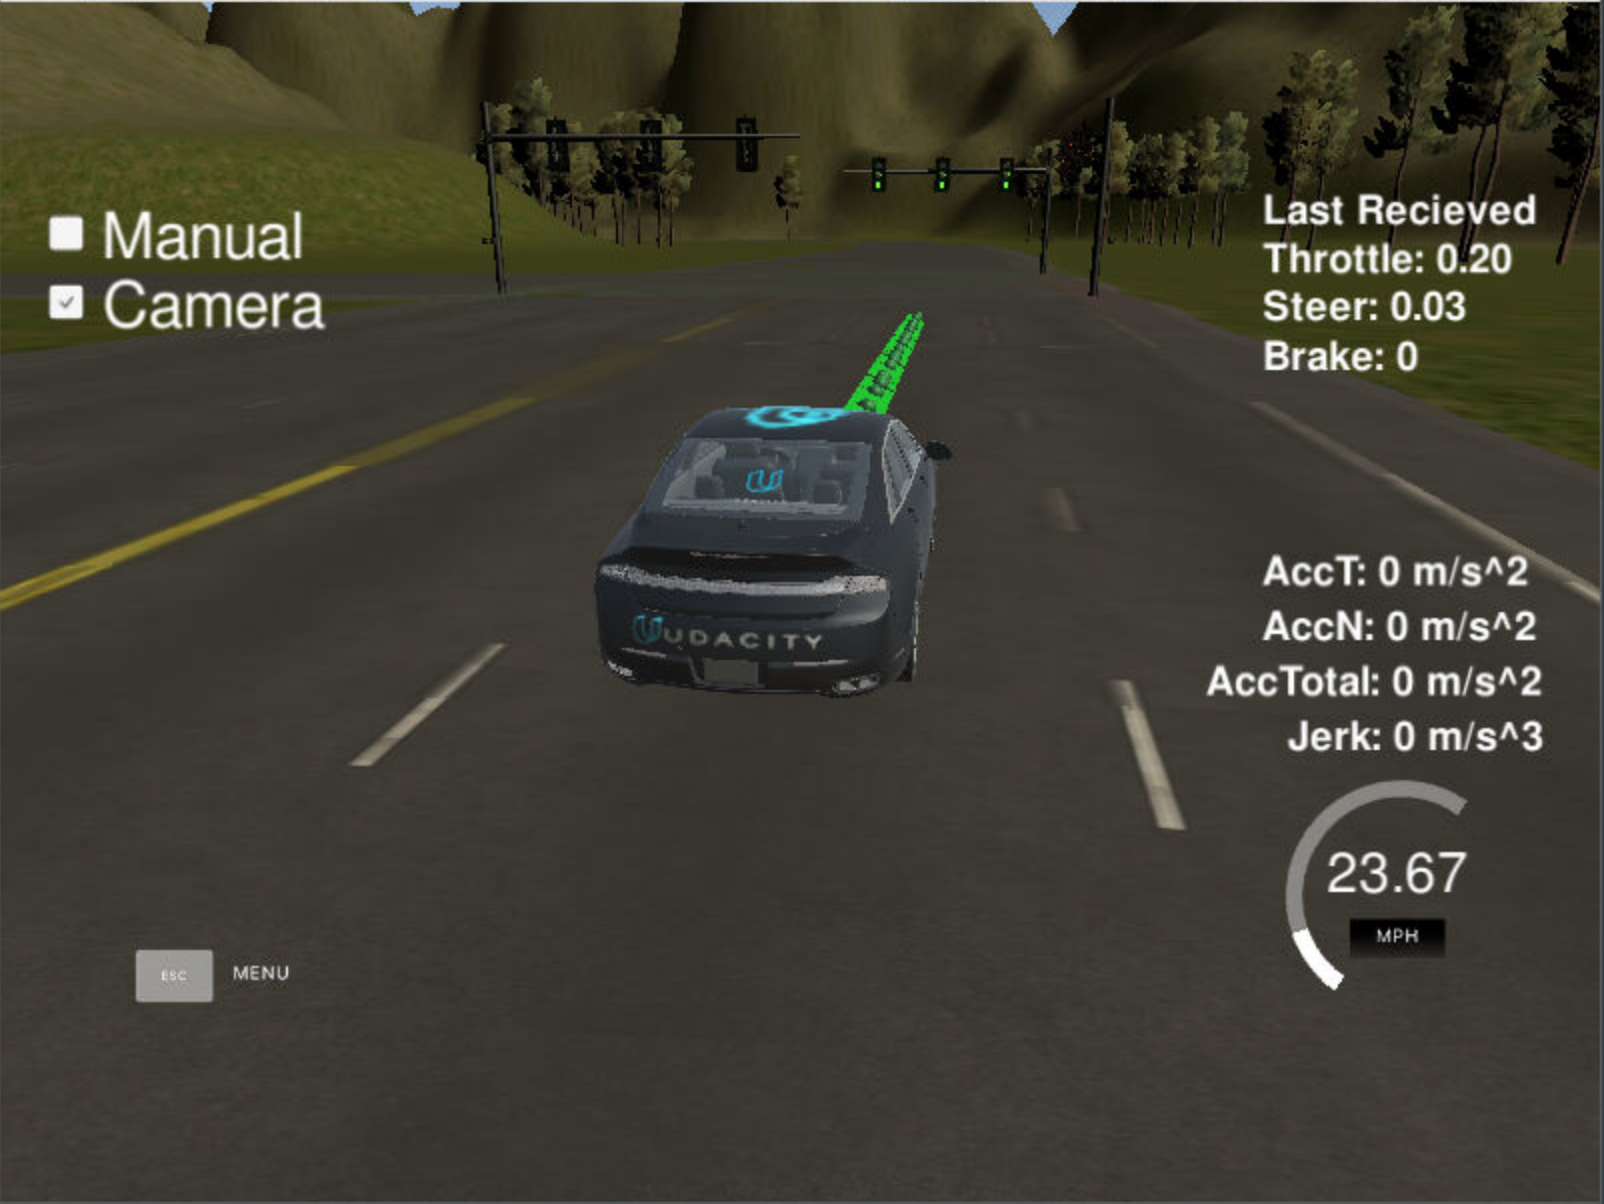 Manual
Camera
Last Recieved
Throttle: 0.20
Steer: 0.03
Brake: 0
UDACITY
AccT: 0 m/s^2
AccN: 0 m/s^2
AccTotal: 0 m/s^2
Jerk: 0 m/s^3
23.67
MPH
ESC MENU